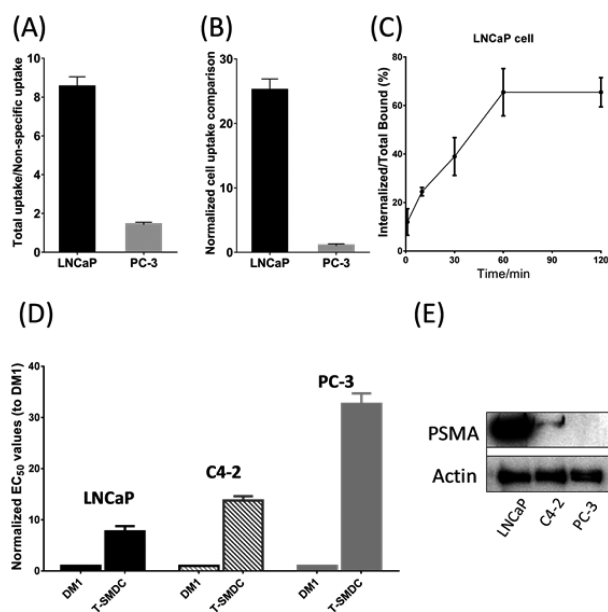 (A)
Total uptake/Non-specific uptake
10
8
6
4
2
0
LNCaP
PC-3
(B)
Normalized cell uptake comparison
30
20
10
0
LNCaP
PC-3
(C)
LNCaP cell
Internalized/Total Bound (%)
80
60
40
20
0
0
30
60
90
120
Time/min
(D)
Normalized EC50 values (to DM1)
40
30
20
10
0
LNCaP
C4-2
PC-3
DM1
T-SMDC
DM1
T-SMDC
DM1
T-SMDC
(E)
PSMA
Actin
LNCaP
C4-2
PC-3